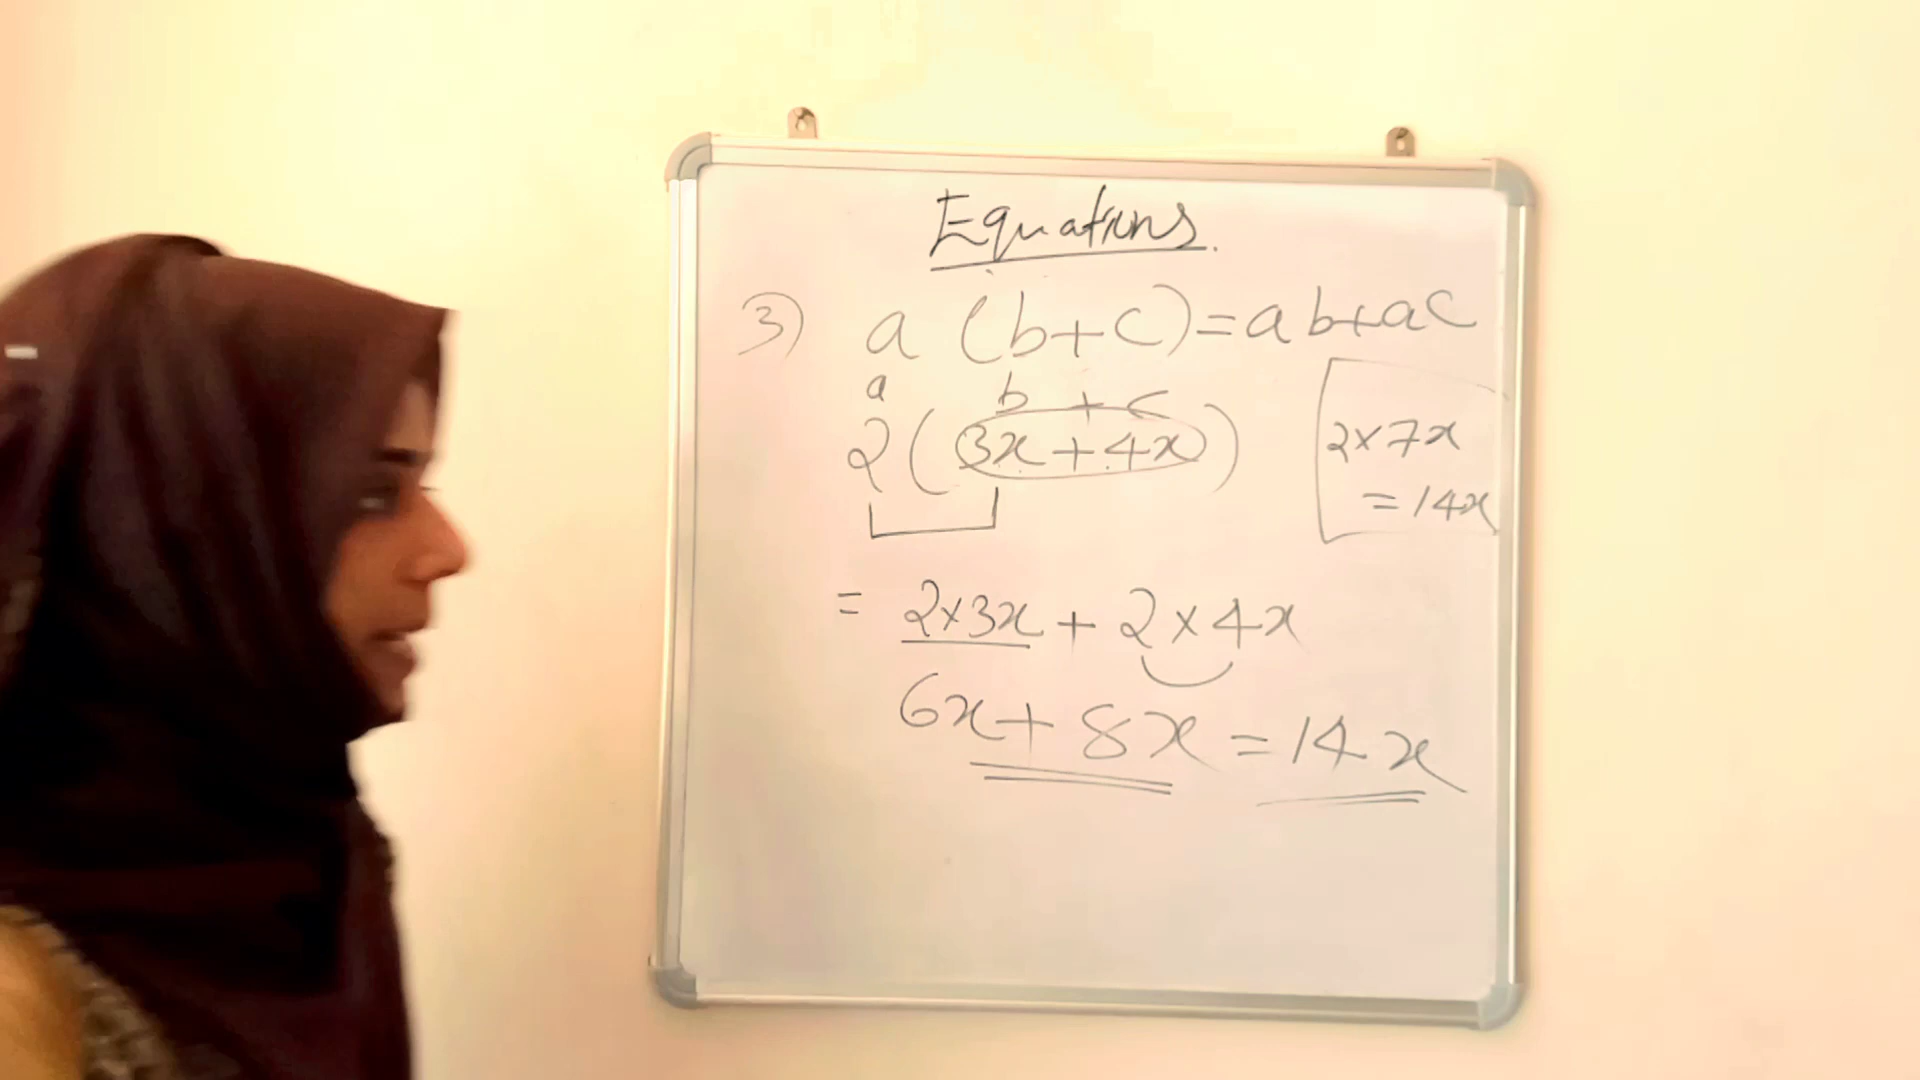 Equations.
3) a (b+c)=ab+ac
a b + c
2(3x+4x)
2×7x
=14x
= 2×3x + 2×4x
6x+8x=14x